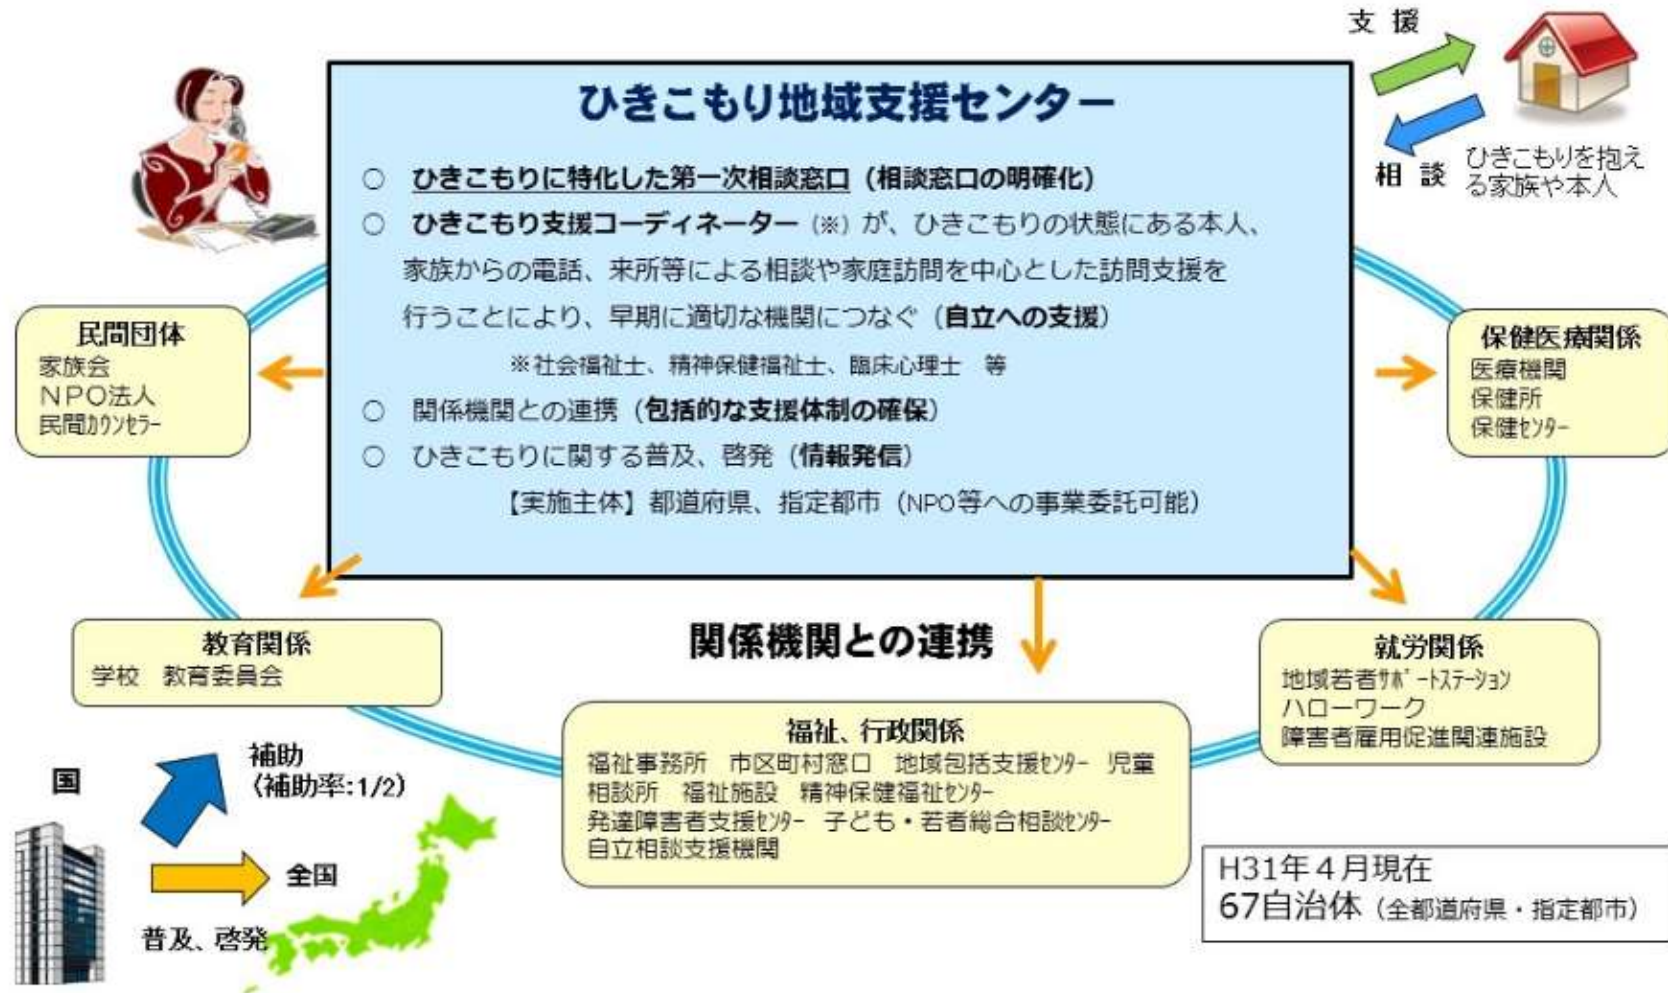 支 援
相 談
ひきこもりを抱え
る家族や本人
ひきこもり地域支援センター
○ ひきこもりに特化した第一次相談窓口（相談窓口の明確化）
○ ひきこもり支援コーディネーター（※）が、ひきこもりの状態にある本人、
家族からの電話、来所等による相談や家庭訪問を中心とした訪問支援を
行うことにより、早期に適切な機関につなぐ（自立への支援）
※社会福祉士、精神保健福祉士、臨床心理士 等
○ 関係機関との連携（包括的な支援体制の確保）
○ ひきこもりに関する普及、啓発（情報発信）
【実施主体】都道府県、指定都市（NPO等への事業委託可能）
民間団体
家族会
ＮＰＯ法人
民間ｶｳﾝｾﾗｰ
保健医療関係
医療機関
保健所
保健ｾﾝﾀｰ
教育関係
学校 教育委員会
関係機関との連携
就労関係
地域若者ｻﾎﾟｰﾄｽﾃｰｼｮﾝ
ハローワーク
障害者雇用促進関連施設
福祉、行政関係
福祉事務所 市区町村窓口 地域包括支援ｾﾝﾀｰ 児童
相談所 福祉施設 精神保健福祉ｾﾝﾀｰ
発達障害者支援ｾﾝﾀｰ 子ども・若者総合相談ｾﾝﾀｰ
自立相談支援機関
国
補助
（補助率:1/2）
全国
普及、啓発
H31年４月現在
67自治体（全都道府県・指定都市）